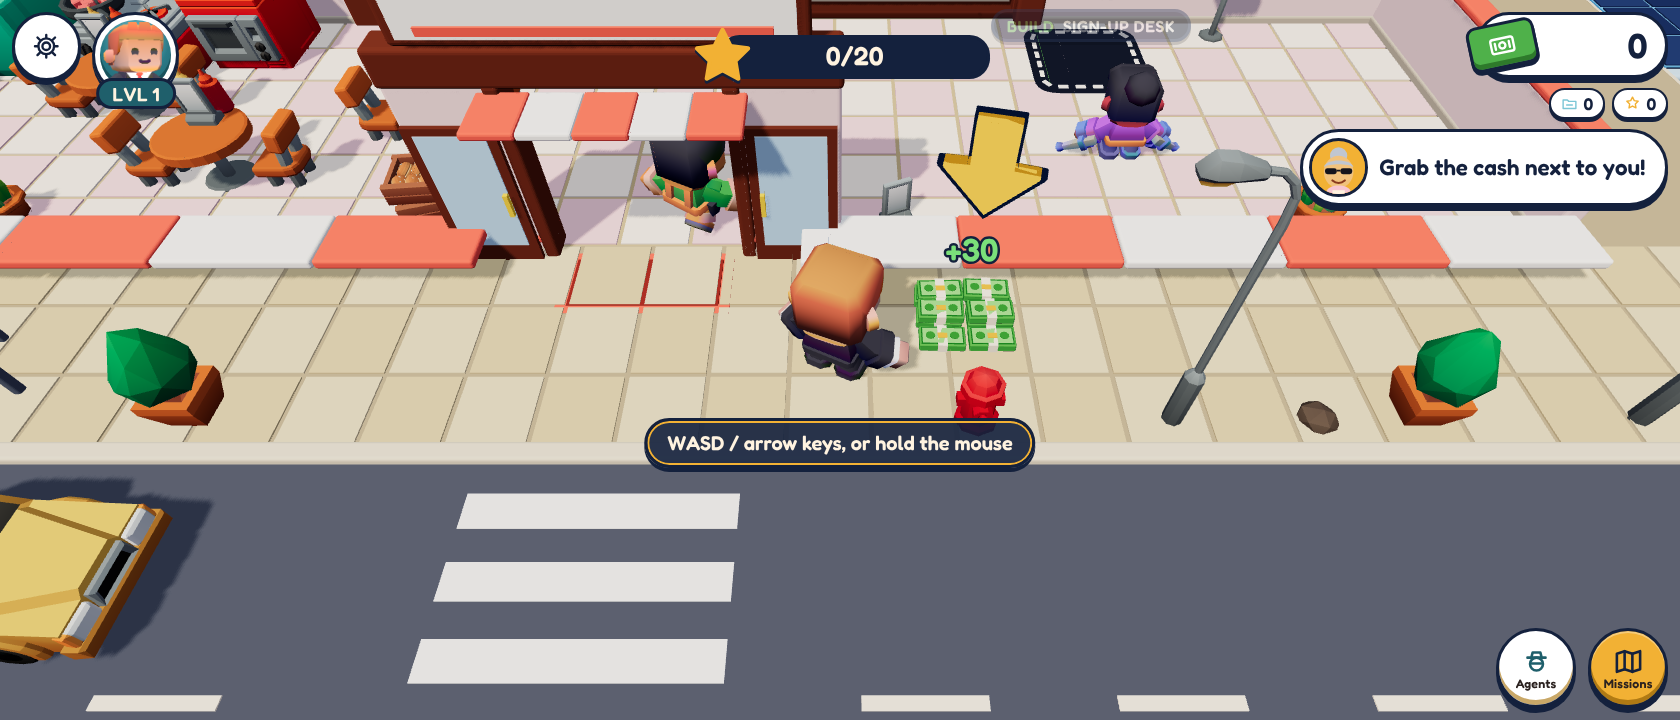 BUILD SIGN-UP DESK
0/20
0
LVL 1
0
0
Grab the cash next to you!
+30
WASD / arrow keys, or hold the mouse
Agents
Missions